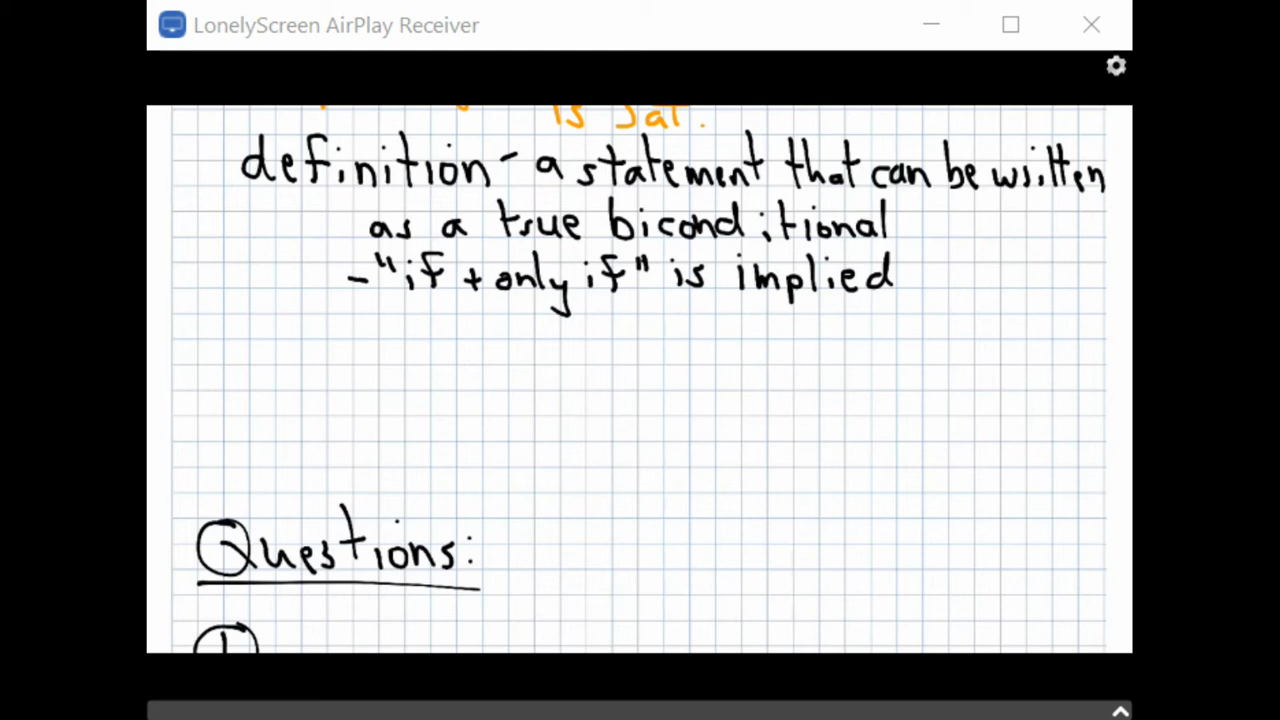 LonelyScreen AirPlay Receiver
is sat.
definition - a statement that can be written
as a true biconditional
- "if + only if" is implied
Questions:
1